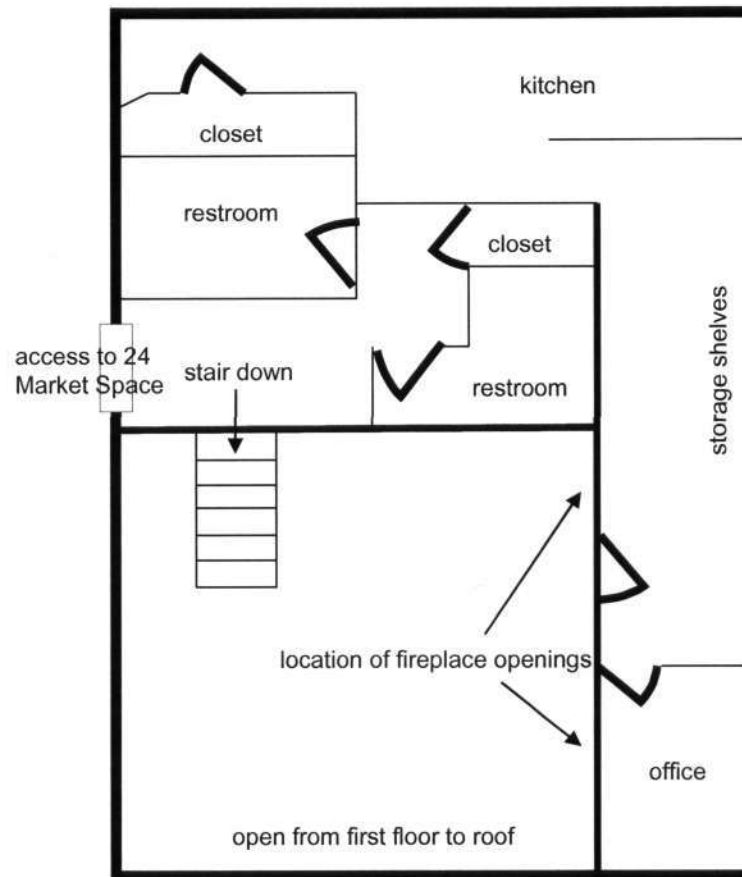 kitchen
closet
restroom
closet
access to 24
Market Space
stair down
restroom
storage shelves
location of fireplace openings
office
open from first floor to roof